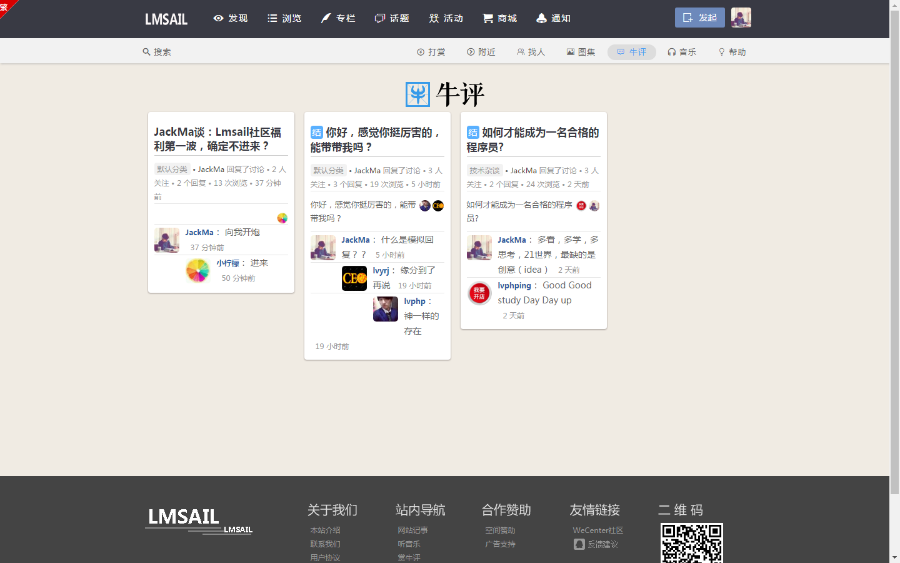 LMSAIL 发现 浏览 专栏 话题 活动 商城 通知 发起
搜索 打赏 附近 找人 图集 牛评 音乐 帮助
牛评
JackMa谈：Lmsail社区福
利第一波，确定不进来？
默认分类 • JackMa 回复了讨论 • 2 人
关注 • 2 个回复 • 13 次浏览 • 37 分钟
前
JackMa： 向我开炮
37 分钟前
小柠檬： 进来
50 分钟前
结 你好，感觉你挺厉害的，
能带带我吗？
默认分类 • JackMa 回复了讨论 • 3 人
关注 • 3 个回复 • 19 次浏览 • 5 小时前
你好，感觉你挺厉害的，能带
带我吗？
JackMa： 什么是模拟回
复？？ 5 小时前
CEO
lvyrj： 缘分到了
再说 19 小时前
lvphp：
神一样的
存在
19 小时前
结 如何才能成为一名合格的
程序员?
技术杂谈 • JackMa 回复了讨论 • 3 人
关注 • 2 个回复 • 24 次浏览 • 2 天前
如何才能成为一名合格的程序
员?
JackMa： 多看，多学，多
思考，21世界，最缺的是
创意（idea） 2 天前
我要
开店
lvphping： Good Good
study Day Day up
2 天前
LMSAIL
LMSAIL
关于我们
本站介绍
联系我们
用户协议
站内导航
网站记事
听音乐
赏牛评
合作赞助
空间赞助
广告支持
友情链接
WeCenter社区
反馈建议
二 维 码